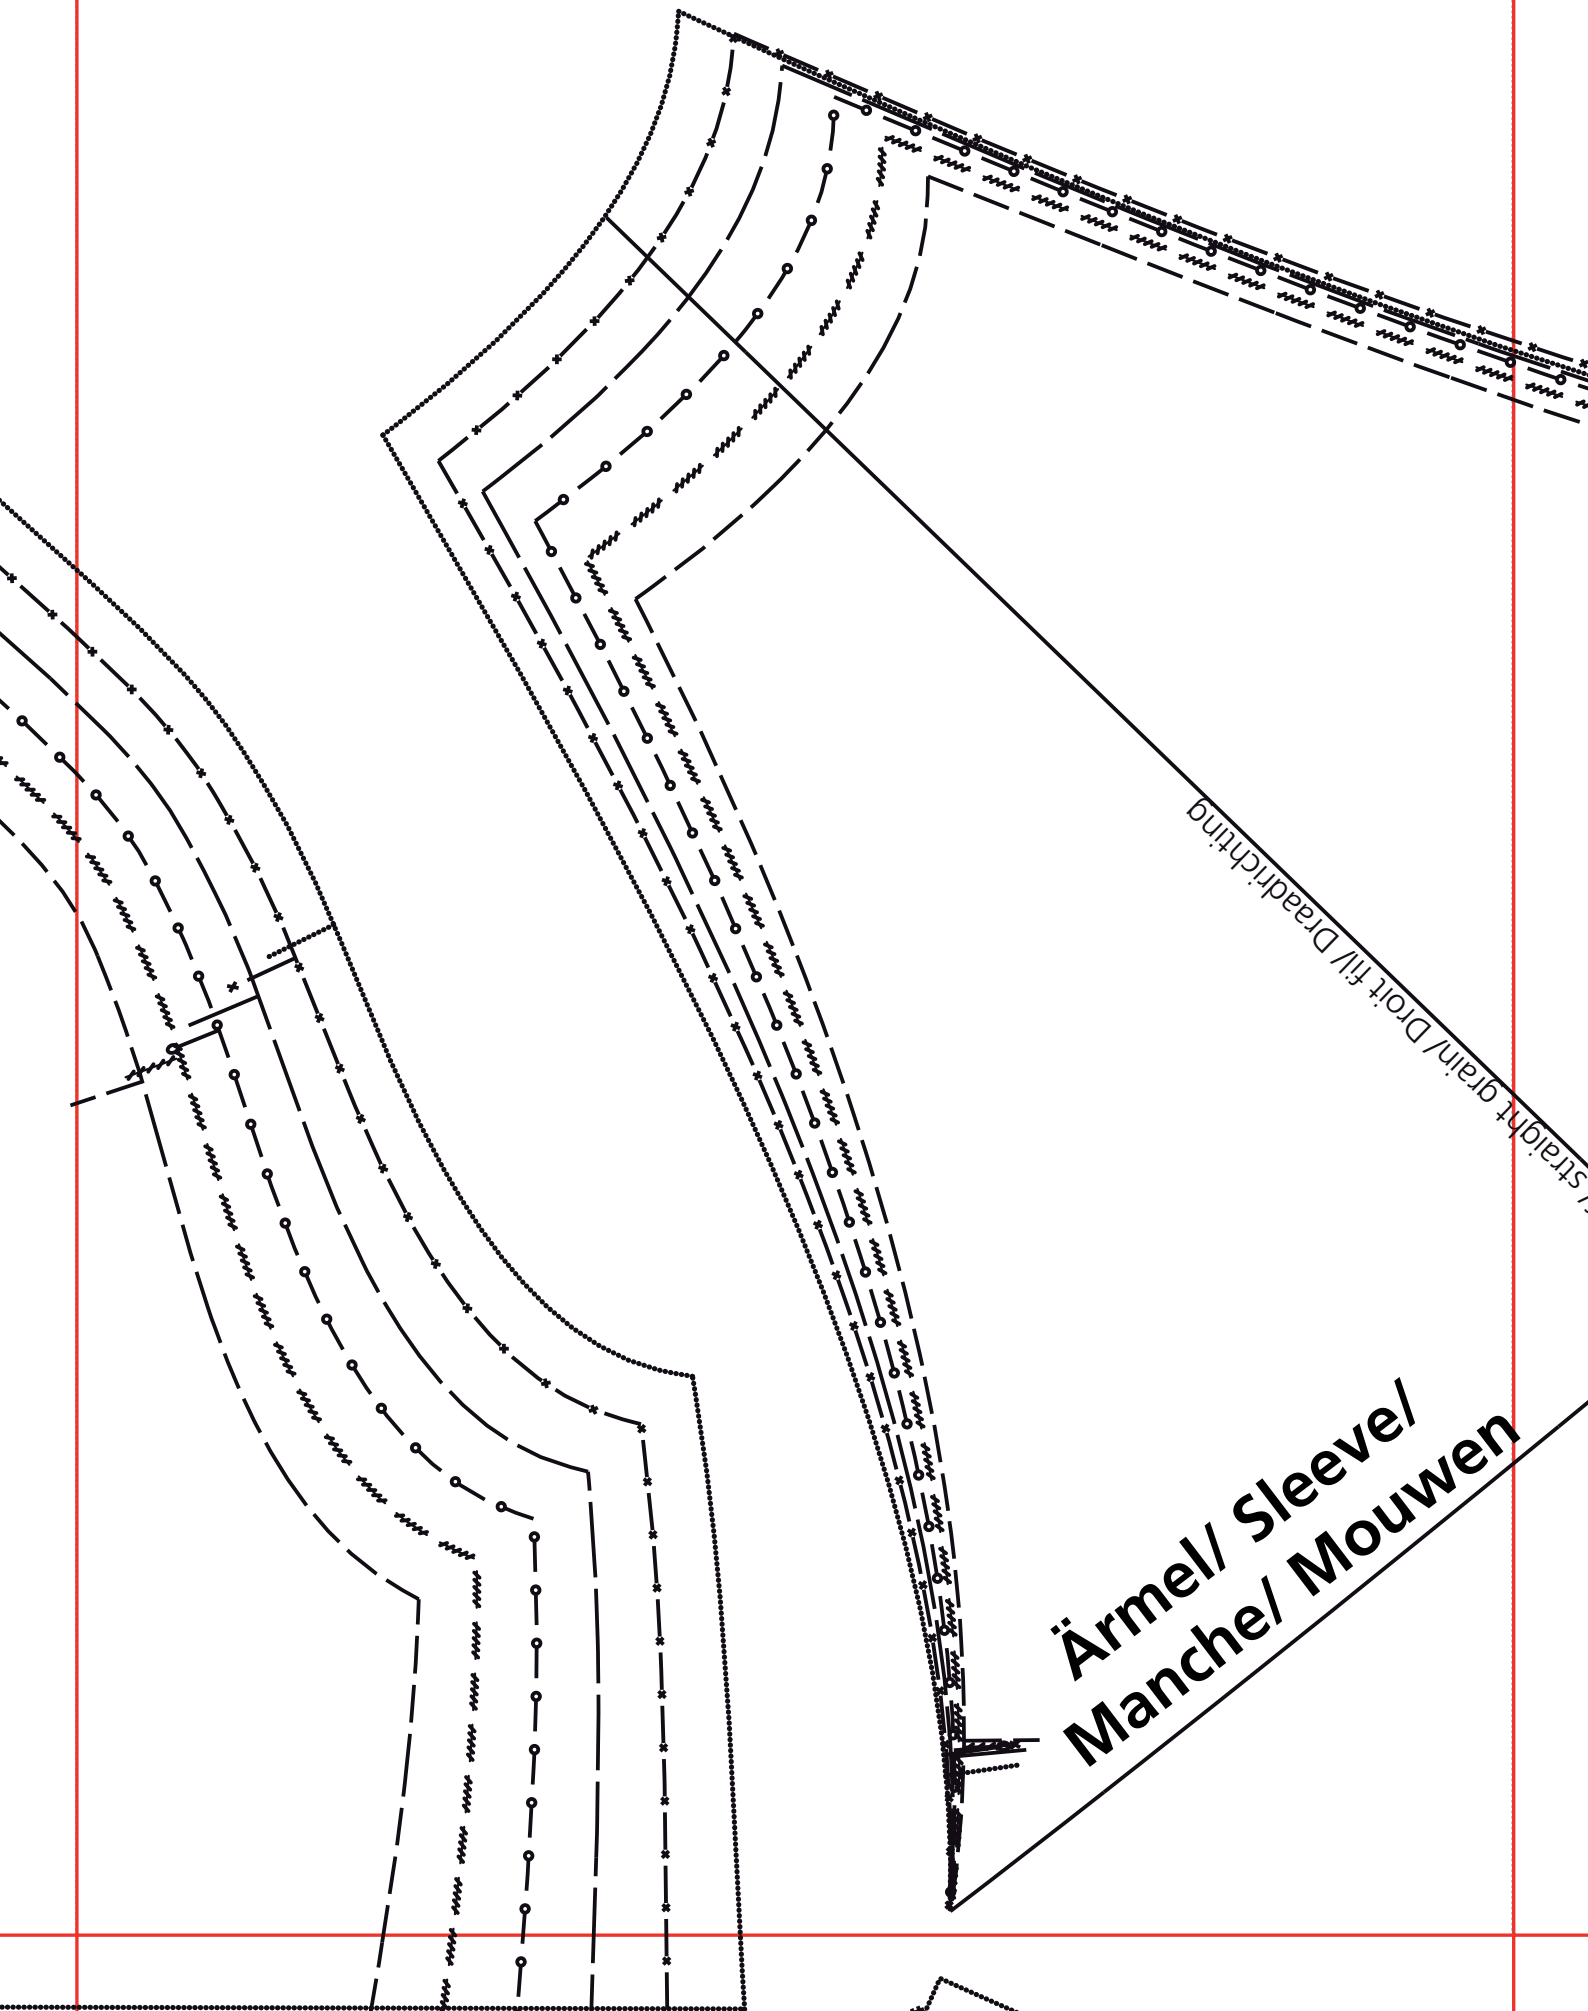 Ärmel/ Sleeve/
Manche/ Mouwen
straight grain/ Droit fil/ Draadrichting